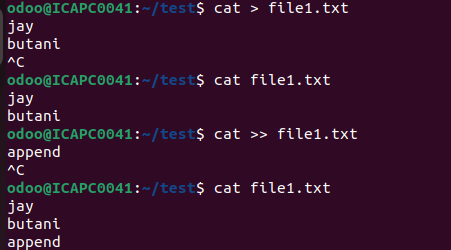 odoo@ICAPC0041:~/test$ cat > file1.txt
jay
butani
^C
odoo@ICAPC0041:~/test$ cat file1.txt
jay
butani
odoo@ICAPC0041:~/test$ cat >> file1.txt
append
^C
odoo@ICAPC0041:~/test$ cat file1.txt
jay
butani
append